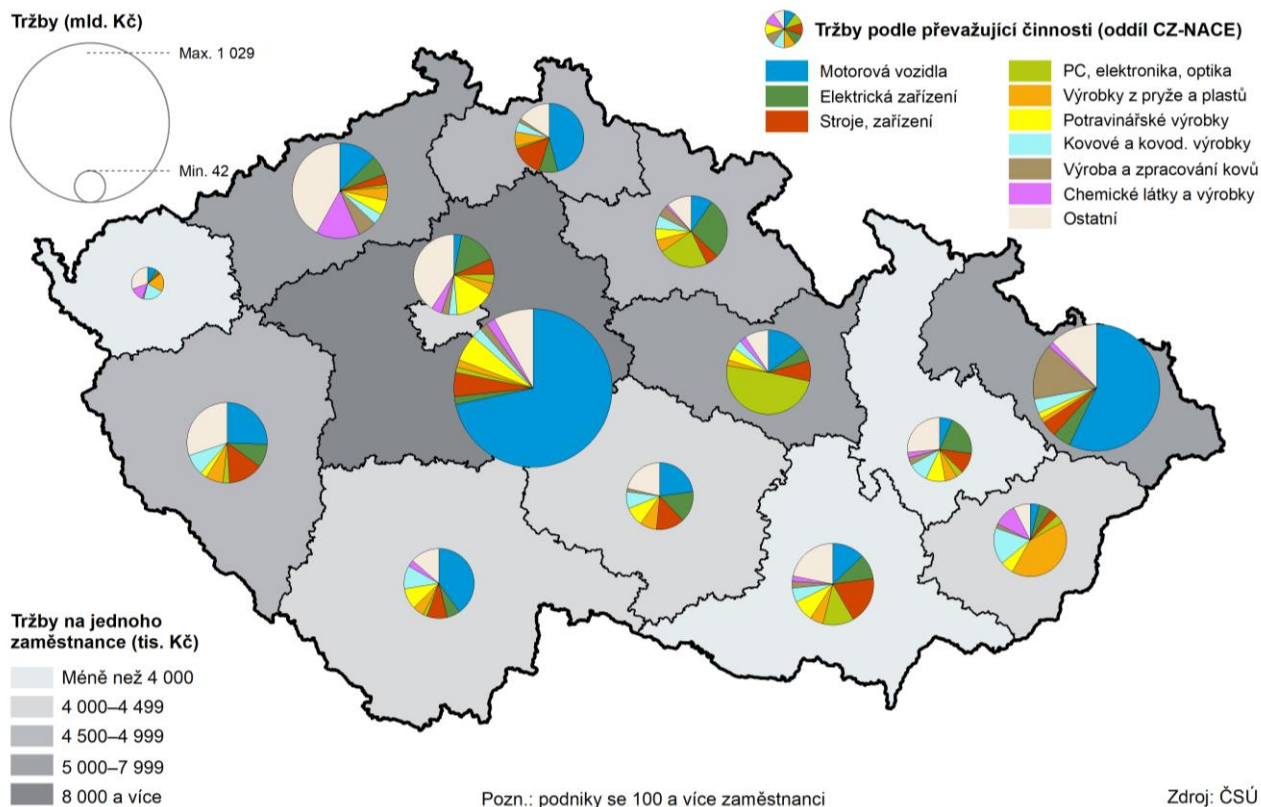 Tržby (mld. Kč)
Max. 1 029
Min. 42
Tržby podle převažující činnosti (oddíl CZ-NACE)
Motorová vozidla
Elektrická zařízení
Stroje, zařízení
PC, elektronika, optika
Výrobky z pryže a plastů
Potravinářské výrobky
Kovové a kovod. výrobky
Výroba a zpracování kovů
Chemické látky a výrobky
Ostatní
Tržby na jednoho
zaměstnance (tis. Kč)
Méně než 4 000
4 000–4 499
4 500–4 999
5 000–7 999
8 000 a více
Pozn.: podniky se 100 a více zaměstnanci
Zdroj: ČSÚ